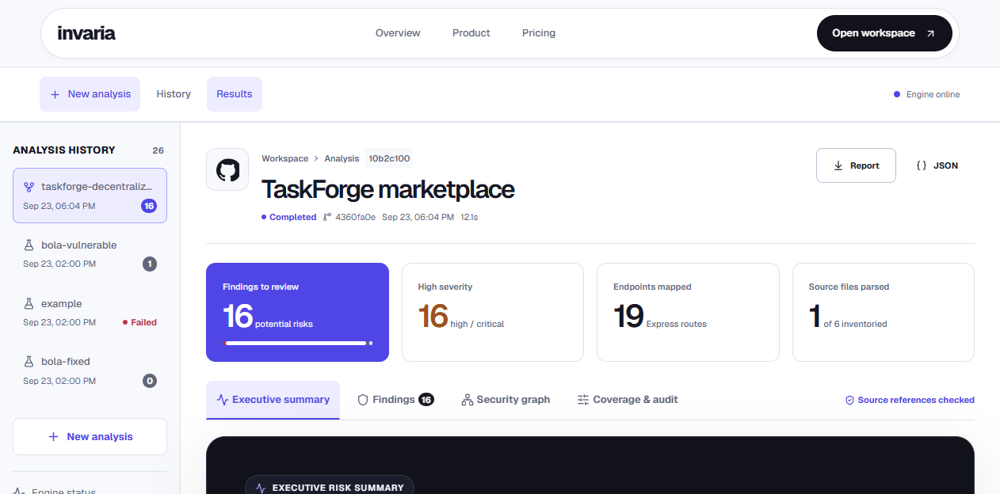 invaria
Overview
Product
Pricing
Open workspace
New analysis
History
Results
Engine online
ANALYSIS HISTORY
26
taskforge-decentraliz...
Sep 23, 06:04 PM
16
bola-vulnerable
Sep 23, 02:00 PM
1
example
Sep 23, 02:00 PM
Failed
bola-fixed
Sep 23, 02:00 PM
0
New analysis
Engine status
Workspace > Analysis 10b2c100
TaskForge marketplace
Completed 4360fa0e Sep 23, 06:04 PM 12.1s
Report
{ } JSON
Findings to review
16 potential risks
High severity
16 high / critical
Endpoints mapped
19 Express routes
Source files parsed
1 of 6 inventoried
Executive summary
Findings 16
Security graph
Coverage & audit
Source references checked
EXECUTIVE RISK SUMMARY